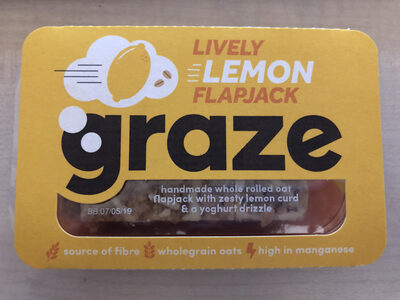 LIVELY
LEMON
FLAPJACK
graze
handmade whole rolled oat
flapjack with zesty lemon curd
& a yoghurt drizzle
BB:07/05/19
source of fibre wholegrain oats high in manganese